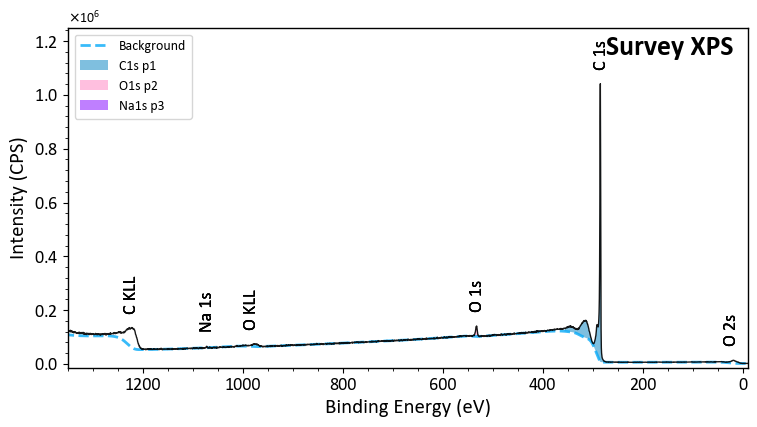 ×10⁶
Survey XPS
Background
C1s p1
O1s p2
Na1s p3
C KLL
Na 1s
O KLL
O 1s
C 1s
O 2s
Intensity (CPS)
1.2
1.0
0.8
0.6
0.4
0.2
0.0
1200 1000 800 600 400 200 0
Binding Energy (eV)